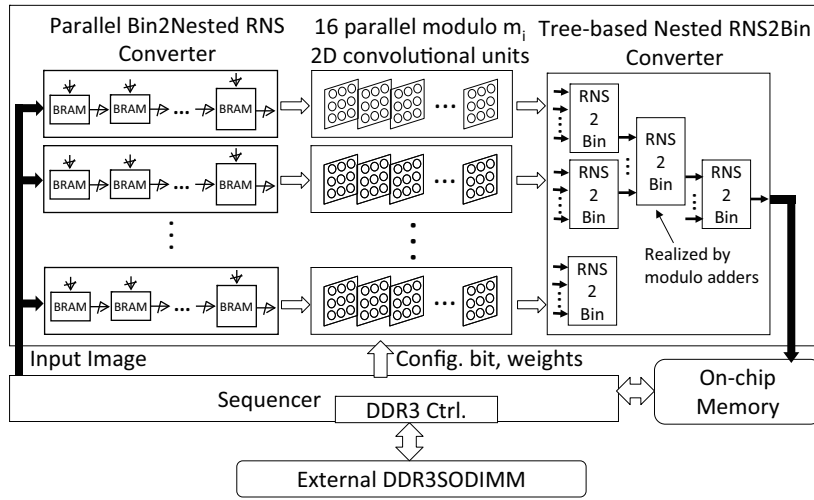 Parallel Bin2Nested RNS
Converter
16 parallel modulo mi
2D convolutional units
Tree-based Nested RNS2Bin
Converter
BRAM BRAM ... BRAM
...
RNS
2
Bin
BRAM BRAM ... BRAM
...
RNS
2
Bin
RNS
2
Bin
RNS
2
Bin
Realized by
modulo adders
BRAM BRAM ... BRAM
...
RNS
2
Bin
Input Image
Config. bit, weights
Sequencer
DDR3 Ctrl.
On-chip
Memory
External DDR3SODIMM